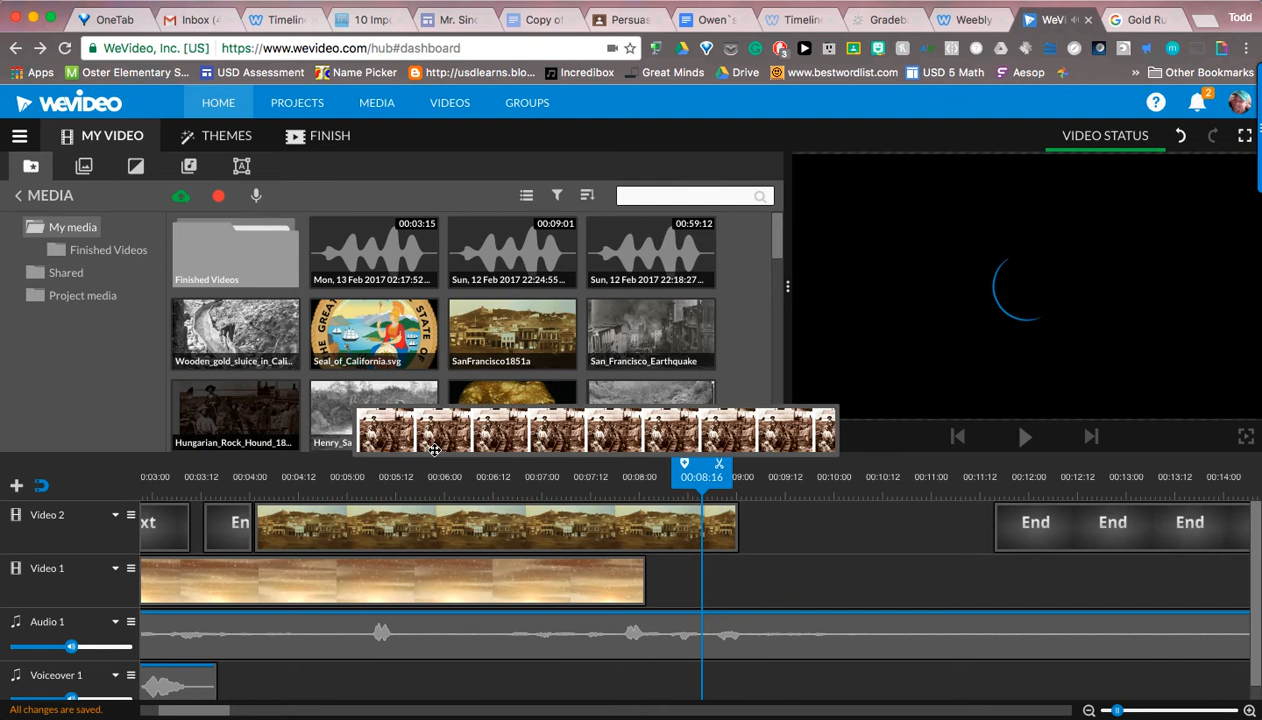 OneTab
Inbox (4
Timeline
10 Impo
Mr. Sinc
Copy of
Persuas
Owen's
Timeline
Gradeb
Weebly
WeVi
Gold Ru
Todd
WeVideo, Inc. [US]
https://www.wevideo.com/hub#dashboard
Apps
Oster Elementary S...
USD Assessment
Name Picker
http://usdlearns.blo...
Incredibox
Great Minds
Drive
www.bestwordlist.com
USD 5 Math
Aesop
»
Other Bookmarks
WeVIDEO
HOME
PROJECTS
MEDIA
VIDEOS
GROUPS
?
2
MY VIDEO
THEMES
FINISH
VIDEO STATUS
MEDIA
My media
Finished Videos
Shared
Project media
Finished Videos
00:03:15
Mon, 13 Feb 2017 02:17:52...
00:09:01
Sun, 12 Feb 2017 22:24:55...
00:59:12
Sun, 12 Feb 2017 22:18:27...
Wooden_gold_sluice_in_Cali...
Seal_of_California.svg
SanFrancisco1851a
San_Francisco_Earthquake
Hungarian_Rock_Hound_18...
Henry_Sa
00:03:00
00:03:12
00:04:00
00:04:12
00:05:00
00:05:12
00:06:00
00:06:12
00:07:00
00:07:12
00:08:00
00:08:16
09:00
00:09:12
00:10:00
00:10:12
00:11:00
00:11:12
00:12:00
00:12:12
00:13:00
00:13:12
00:14:00
Video 2
xt
En
End
End
End
Video 1
Audio 1
Voiceover 1
All changes are saved.